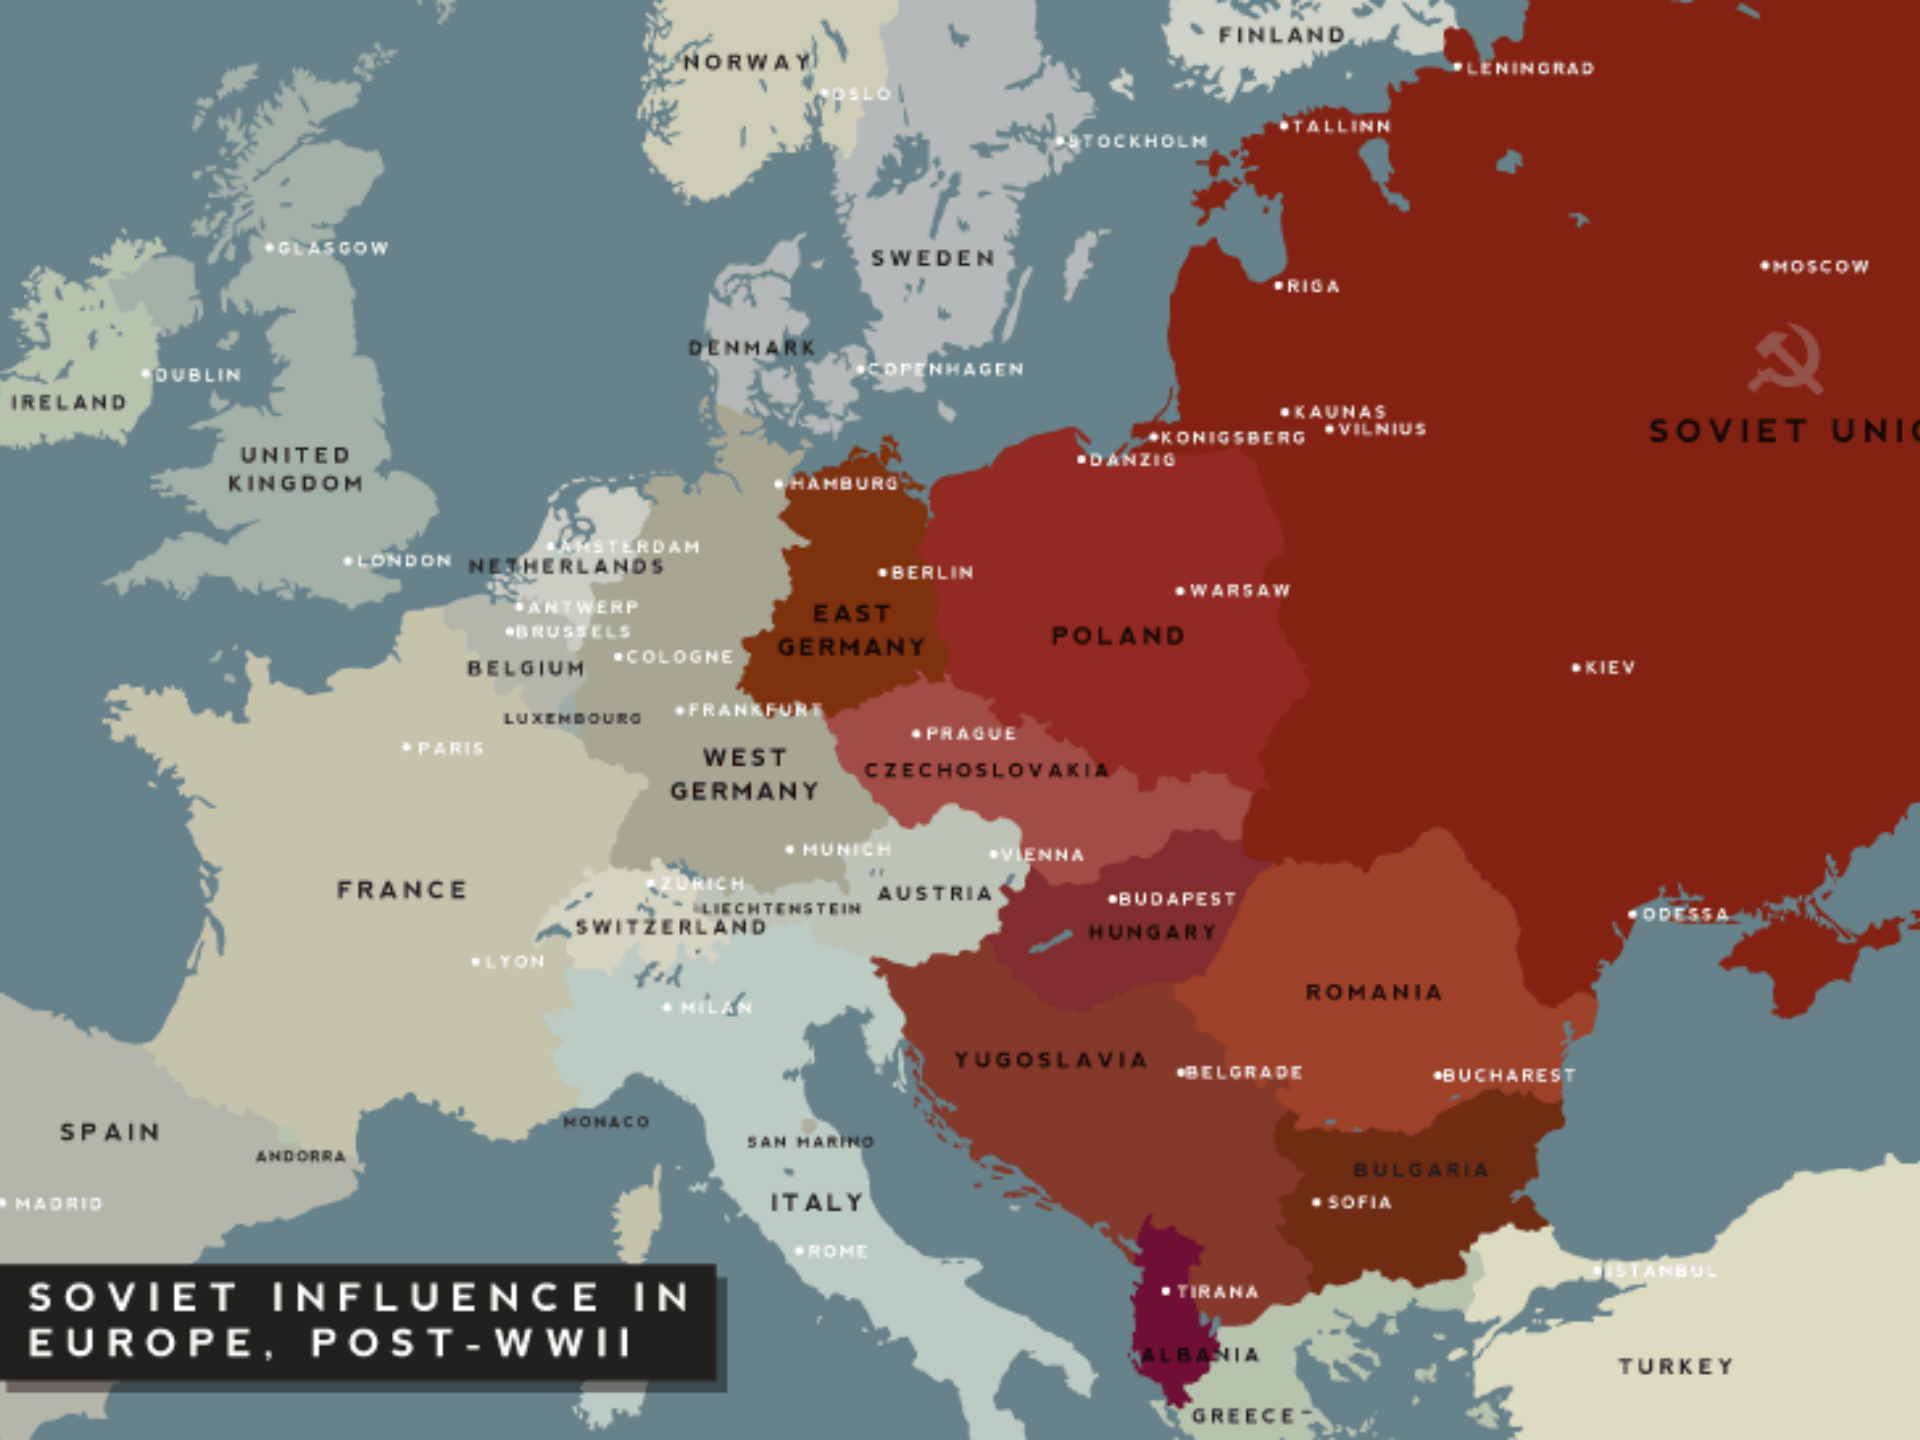 FINLAND
NORWAY
LENINGRAD
OSLO
TALLINN
STOCKHOLM
GLASGOW
SWEDEN
MOSCOW
RIGA
DENMARK
COPENHAGEN
DUBLIN
IRELAND
KAUNAS
VILNIUS
SOVIET UNIO
KONIGSBERG
DANZIG
UNITED
KINGDOM
HAMBURG
AMSTERDAM
LONDON
NETHERLANDS
BERLIN
WARSAW
ANTWERP
EAST
GERMANY
BRUSSELS
POLAND
COLOGNE
BELGIUM
KIEV
LUXEMBOURG
FRANKFURT
PRAGUE
PARIS
WEST
GERMANY
CZECHOSLOVAKIA
MUNICH
VIENNA
FRANCE
ZURICH
AUSTRIA
BUDAPEST
LIECHTENSTEIN
ODESSA
SWITZERLAND
HUNGARY
LYON
ROMANIA
MILAN
YUGOSLAVIA
BELGRADE
BUCHAREST
MONACO
SPAIN
SAN MARINO
ANDORRA
BULGARIA
MADRID
ITALY
SOFIA
ROME
ISTANBUL
TIRANA
SOVIET INFLUENCE IN
EUROPE, POST-WWII
ALBANIA
TURKEY
GREECE